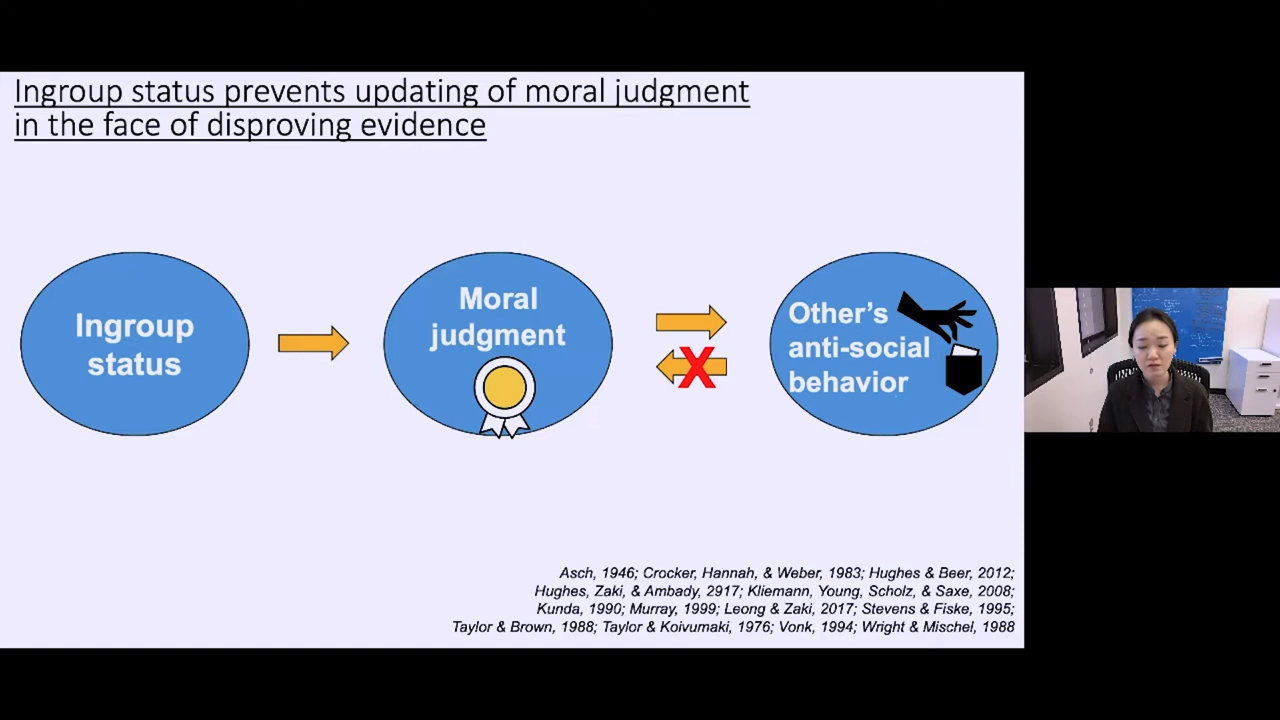 Ingroup status prevents updating of moral judgment
in the face of disproving evidence
Ingroup
status
Moral
judgment
Other's
anti-social
behavior
Asch, 1946; Crocker, Hannah, & Weber, 1983; Hughes & Beer, 2012;
Hughes, Zaki, & Ambady, 2917; Kliemann, Young, Scholz, & Saxe, 2008;
Kunda, 1990; Murray, 1999; Leong & Zaki, 2017; Stevens & Fiske, 1995;
Taylor & Brown, 1988; Taylor & Koivumaki, 1976; Vonk, 1994; Wright & Mischel, 1988